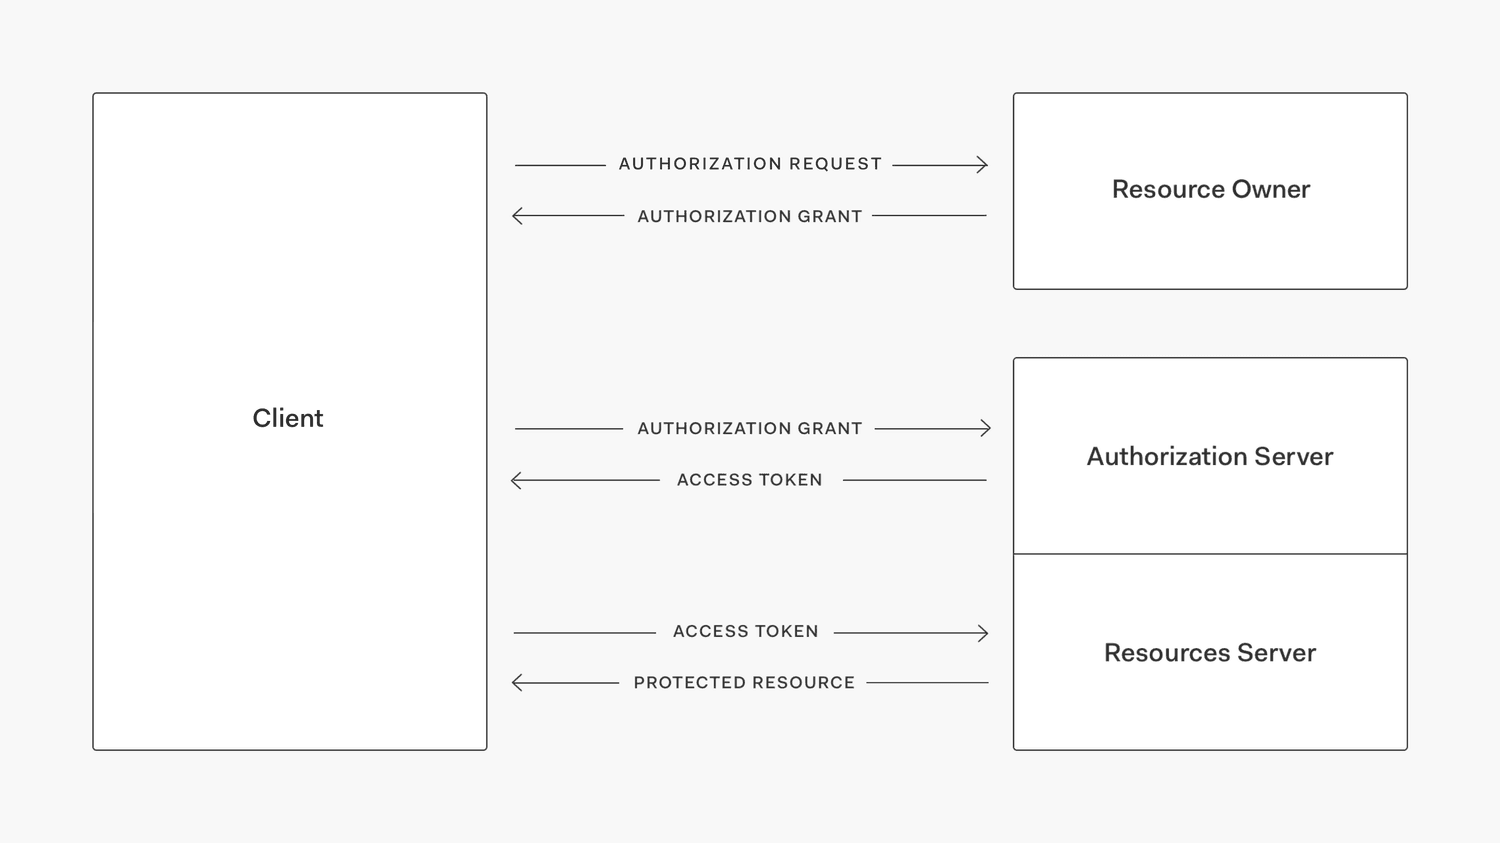 AUTHORIZATION REQUEST
AUTHORIZATION GRANT
Resource Owner
Client
AUTHORIZATION GRANT
ACCESS TOKEN
Authorization Server
ACCESS TOKEN
PROTECTED RESOURCE
Resources Server